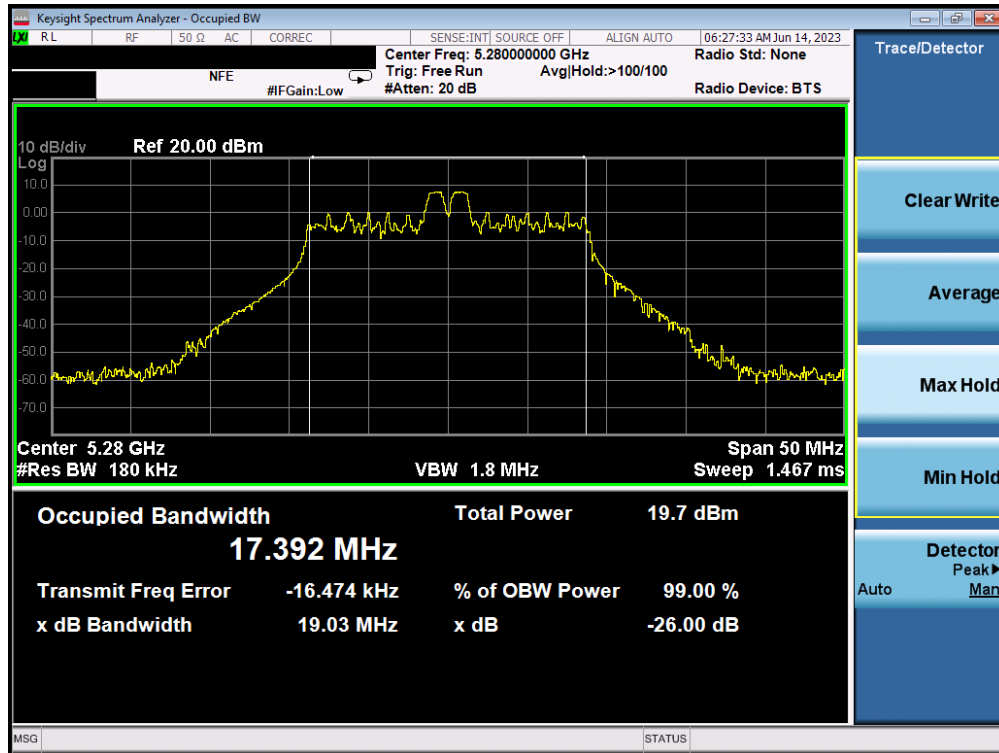 Keysight Spectrum Analyzer - Occupied BW
LXI RL RF 50 Ω AC CORREC SENSE:INT SOURCE OFF ALIGN AUTO 06:27:33 AM Jun 14, 2023
Center Freq: 5.280000000 GHz Radio Std: None
NFE Trig: Free Run Avg|Hold:>100/100
#IFGain:Low #Atten: 20 dB Radio Device: BTS
10 dB/div Ref 20.00 dBm
Log
10.0
0.00
-10.0
-20.0
-30.0
-40.0
-50.0
-60.0
-70.0
Center 5.28 GHz Span 50 MHz
#Res BW 180 kHz VBW 1.8 MHz Sweep 1.467 ms
Occupied Bandwidth Total Power 19.7 dBm
17.392 MHz
Transmit Freq Error -16.474 kHz % of OBW Power 99.00 %
x dB Bandwidth 19.03 MHz x dB -26.00 dB
MSG STATUS
Trace/Detector
Clear Write
Average
Max Hold
Min Hold
Detector
Peak▶
Auto Man